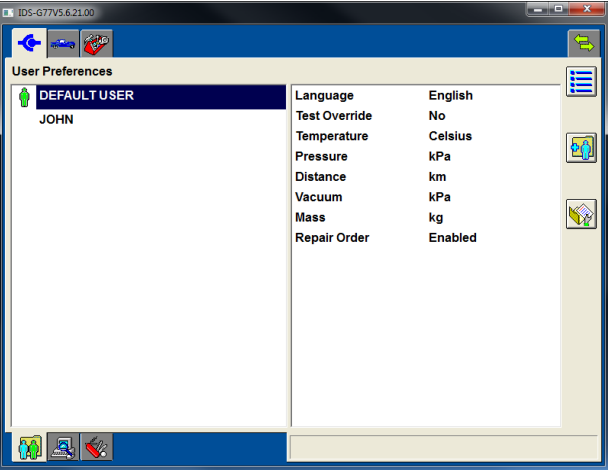 IDS-G77V5.6.21.00
User Preferences
DEFAULT USER
JOHN
Language English
Test Override No
Temperature Celsius
Pressure kPa
Distance km
Vacuum kPa
Mass kg
Repair Order Enabled